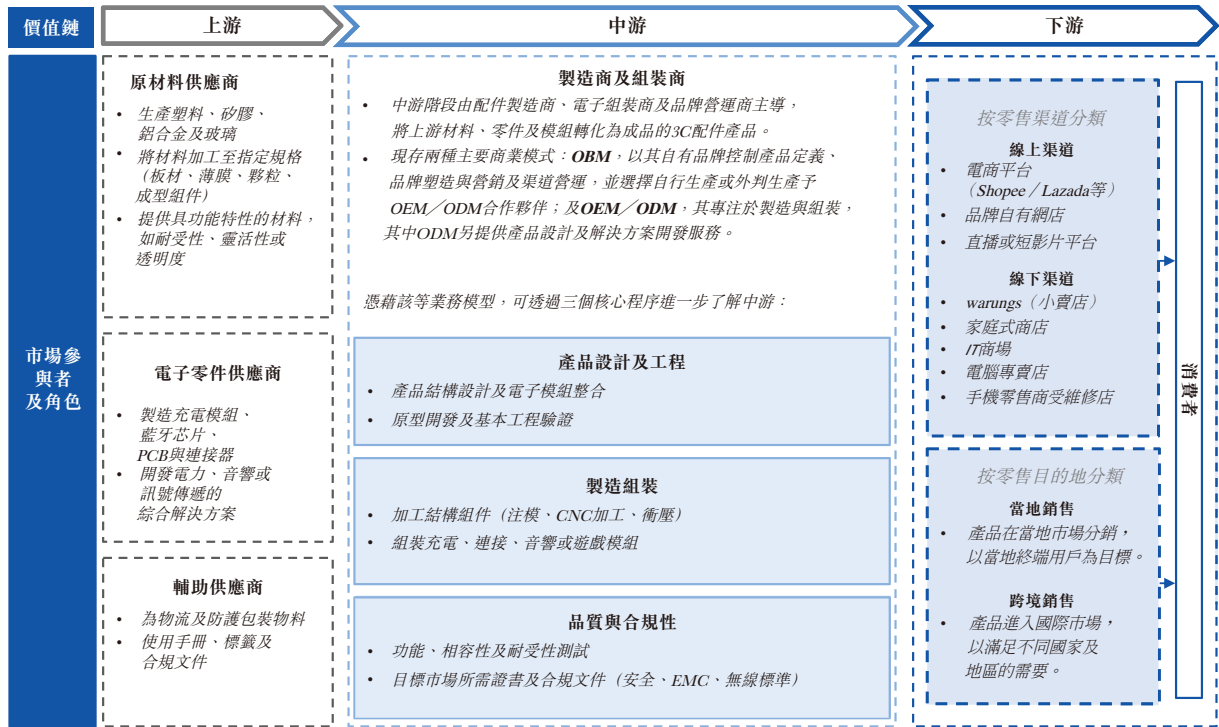 價值鏈
上游
中游
下游
市場參
與者
及角色
原材料供應商
• 生產塑料、矽膠、
鋁合金及玻璃
• 將材料加工至指定規格
（板材、薄膜、夥粒、
成型組件）
• 提供具功能特性的材料，
如耐受性、靈活性或
透明度
電子零件供應商
• 製造充電模組、
藍牙芯片、
PCB與連接器
• 開發電力、音響或
訊號傳遞的
綜合解決方案
輔助供應商
• 為物流及防護包裝物料
• 使用手冊、標籤及
合規文件
製造商及組裝商
• 中游階段由配件製造商、電子組裝商及品牌營運商主導，
將上游材料、零件及模組轉化為成品的3C配件產品。
• 現存兩種主要商業模式：OBM，以其自有品牌控制產品定義、
品牌塑造與營銷及渠道營運，並選擇自行生產或外判生產予
OEM／ODM合作夥伴；及OEM／ODM，其專注於製造與組裝，
其中ODM另提供產品設計及解決方案開發服務。
憑藉該等業務模型，可透過三個核心程序進一步了解中游：
產品設計及工程
• 產品結構設計及電子模組整合
• 原型開發及基本工程驗證
製造組裝
• 加工結構組件（注模、CNC加工、衝壓）
• 組裝充電、連接、音響或遊戲模組
品質與合規性
• 功能、相容性及耐受性測試
• 目標市場所需證書及合規文件（安全、EMC、無線標準）
按零售渠道分類
線上渠道
• 電商平台
（Shopee／Lazada等）
• 品牌自有網店
• 直播或短影片平台
線下渠道
• warungs（小賣店）
• 家庭式商店
• IT商場
• 電腦專賣店
• 手機零售商受維修店
按零售目的地分類
當地銷售
• 產品在當地市場分銷，
以當地終端用戶為目標。
跨境銷售
• 產品進入國際市場，
以滿足不同國家及
地區的需要。
消費者